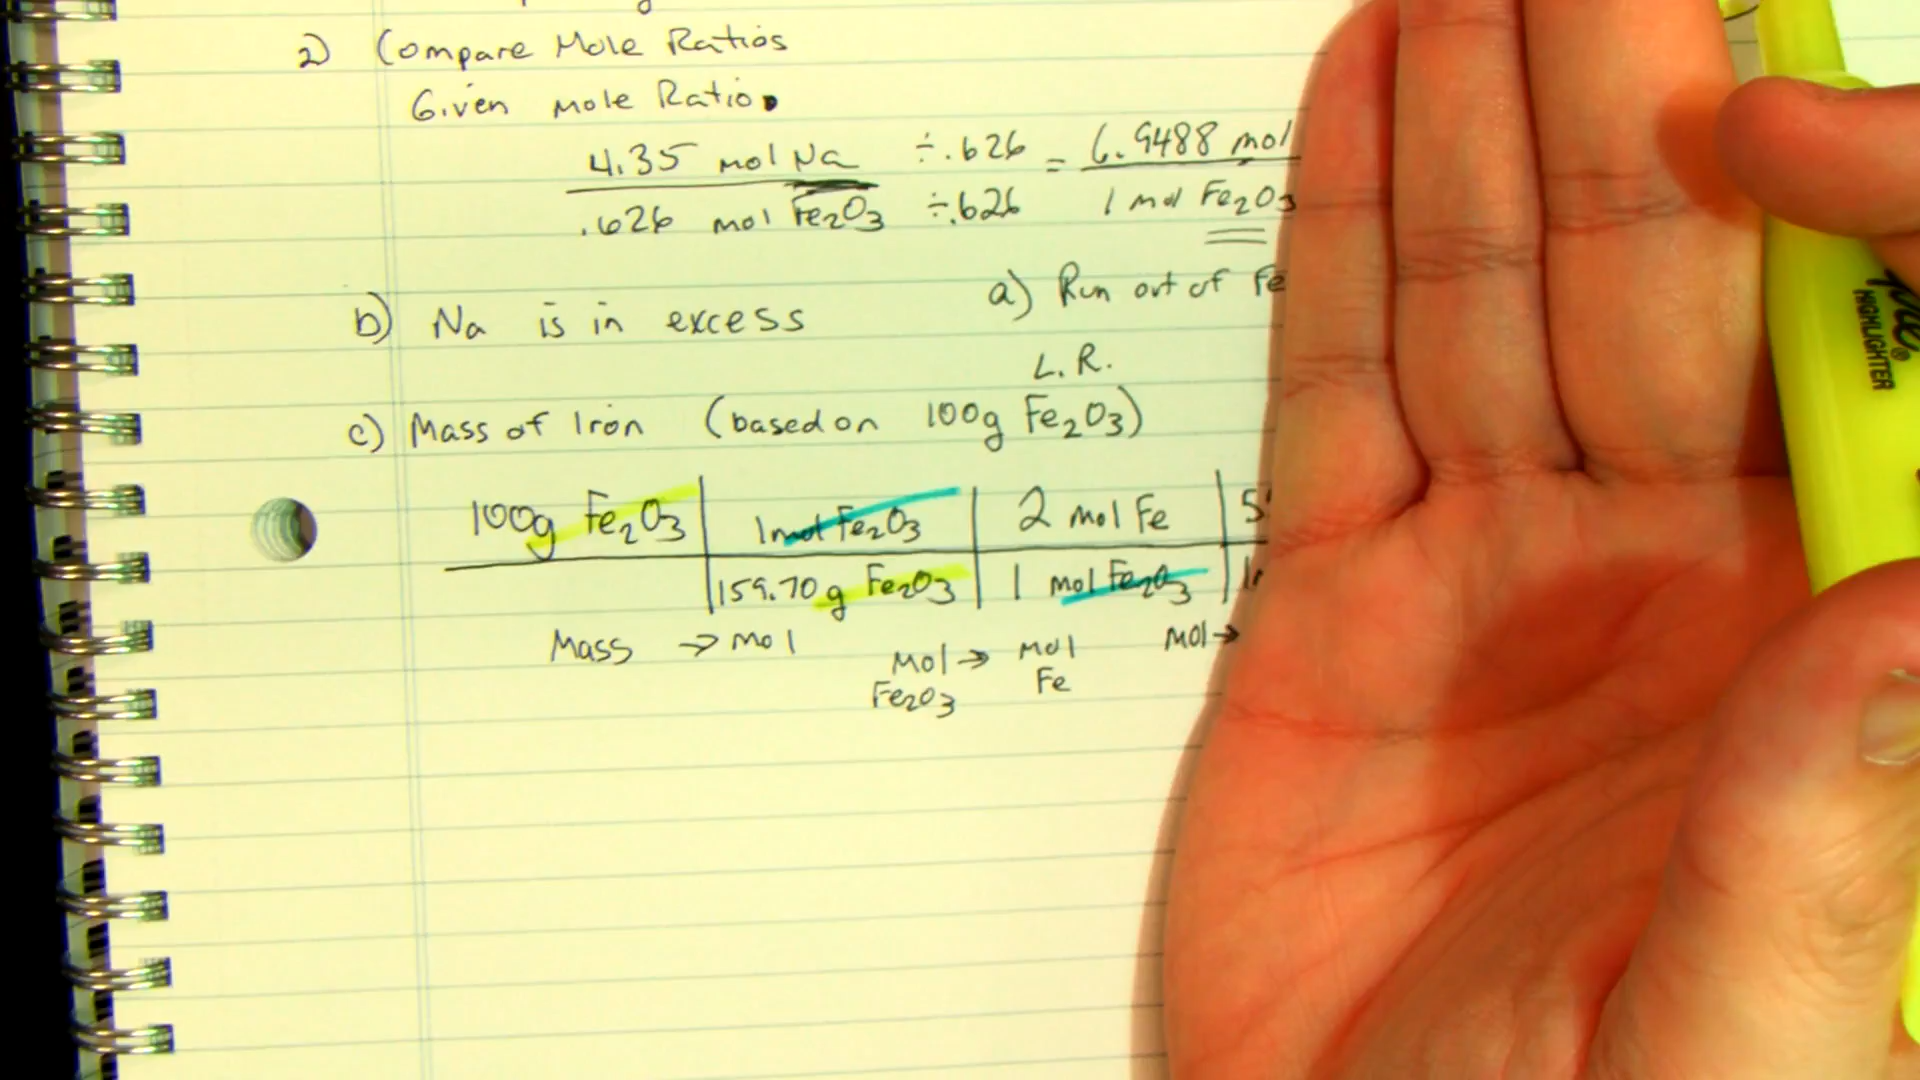 2) Compare Mole Ratios
Given Mole Ratio.
4.35 mol Na ÷.626 = 6.9488 mol
.626 mol Fe2O3 ÷.626 1 mol Fe2O3
a) Run out of Fe
b) Na is in excess
L.R.
c) Mass of Iron (based on 100g Fe2O3)
100g Fe2O3 | 1 mol Fe2O3 | 2 mol Fe |
159.70 g Fe2O3 | 1 mol Fe2O3 |
Mass → mol Mol → mol Mol →
Fe2O3 Fe
HIGHLIGHTER